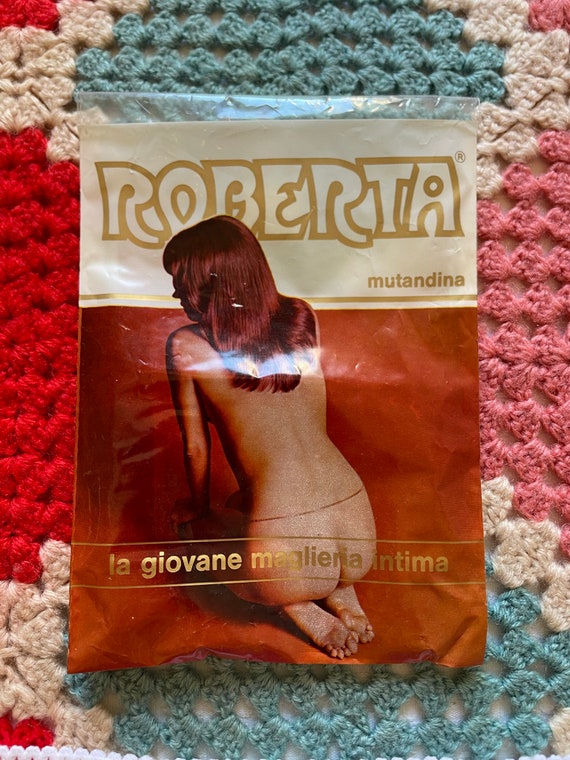 ROBERTA®
mutandina
la giovane maglieria intima